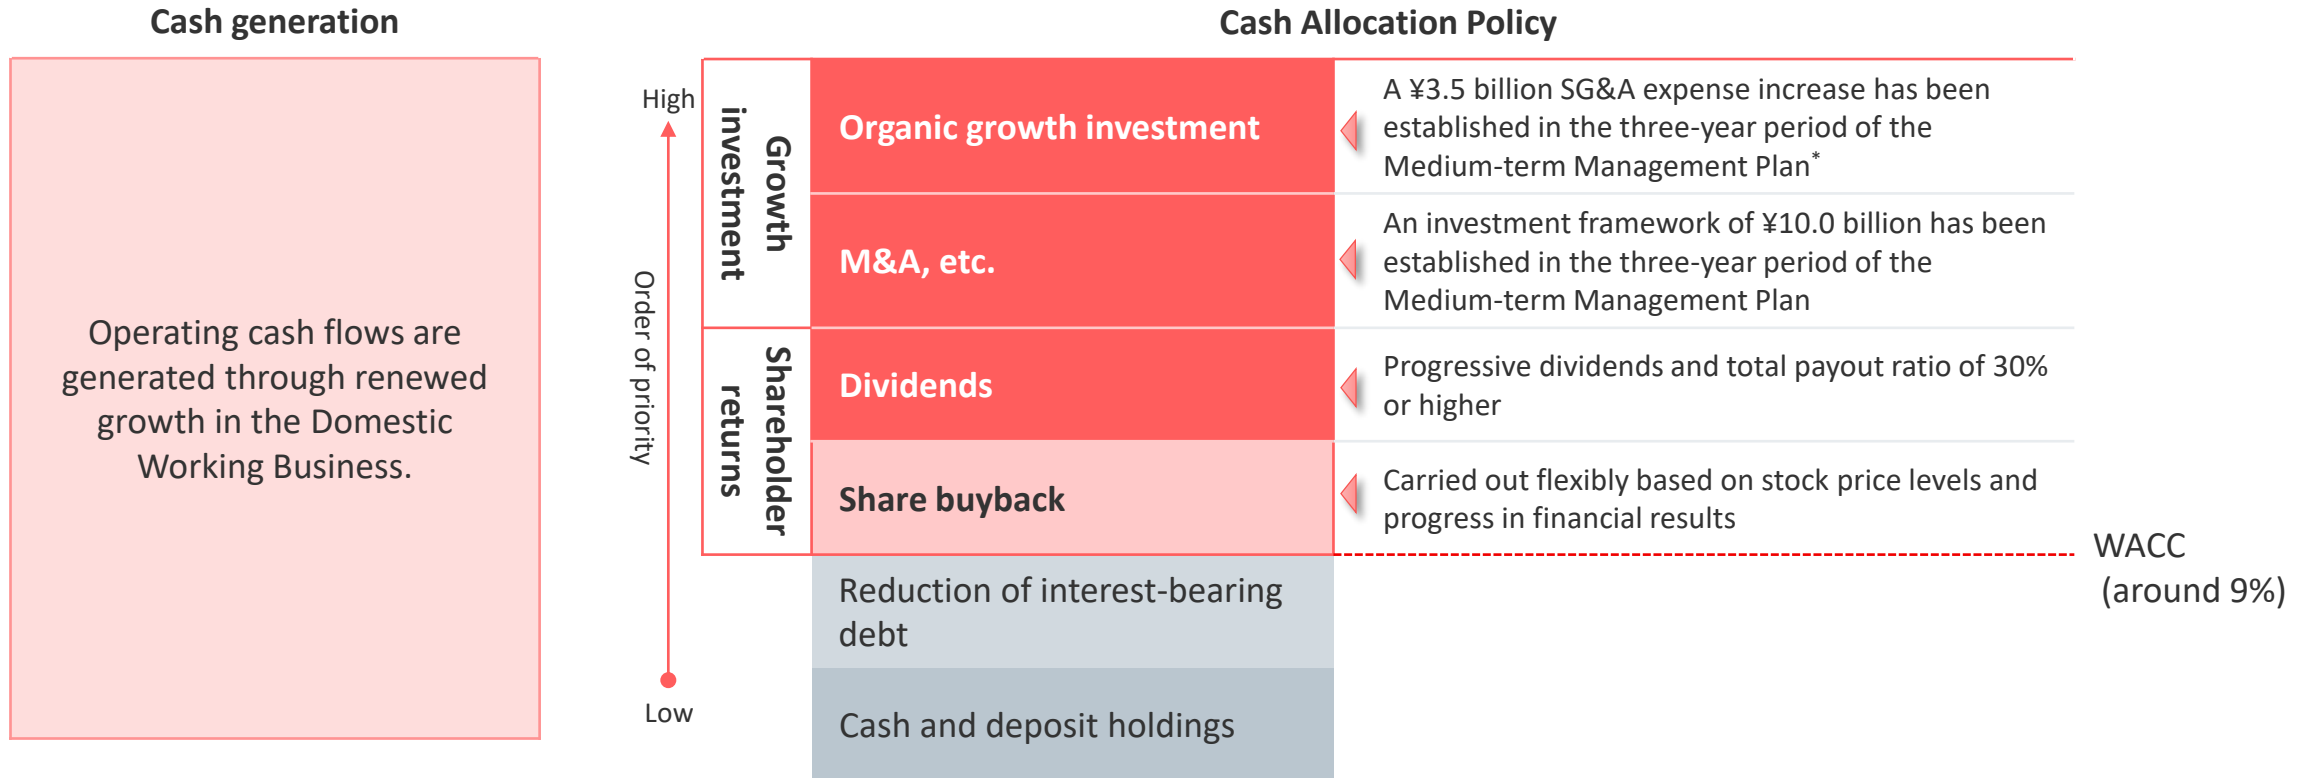 Cash generation
Operating cash flows are
generated through renewed
growth in the Domestic
Working Business.
Cash Allocation Policy
High
Order of priority
Low
Growth
investment
Organic growth investment
A ¥3.5 billion SG&A expense increase has been
established in the three-year period of the
Medium-term Management Plan*
M&A, etc.
An investment framework of ¥10.0 billion has been
established in the three-year period of the
Medium-term Management Plan
Shareholder
returns
Dividends
Progressive dividends and total payout ratio of 30%
or higher
Share buyback
Carried out flexibly based on stock price levels and
progress in financial results
WACC
(around 9%)
Reduction of interest-bearing
debt
Cash and deposit holdings